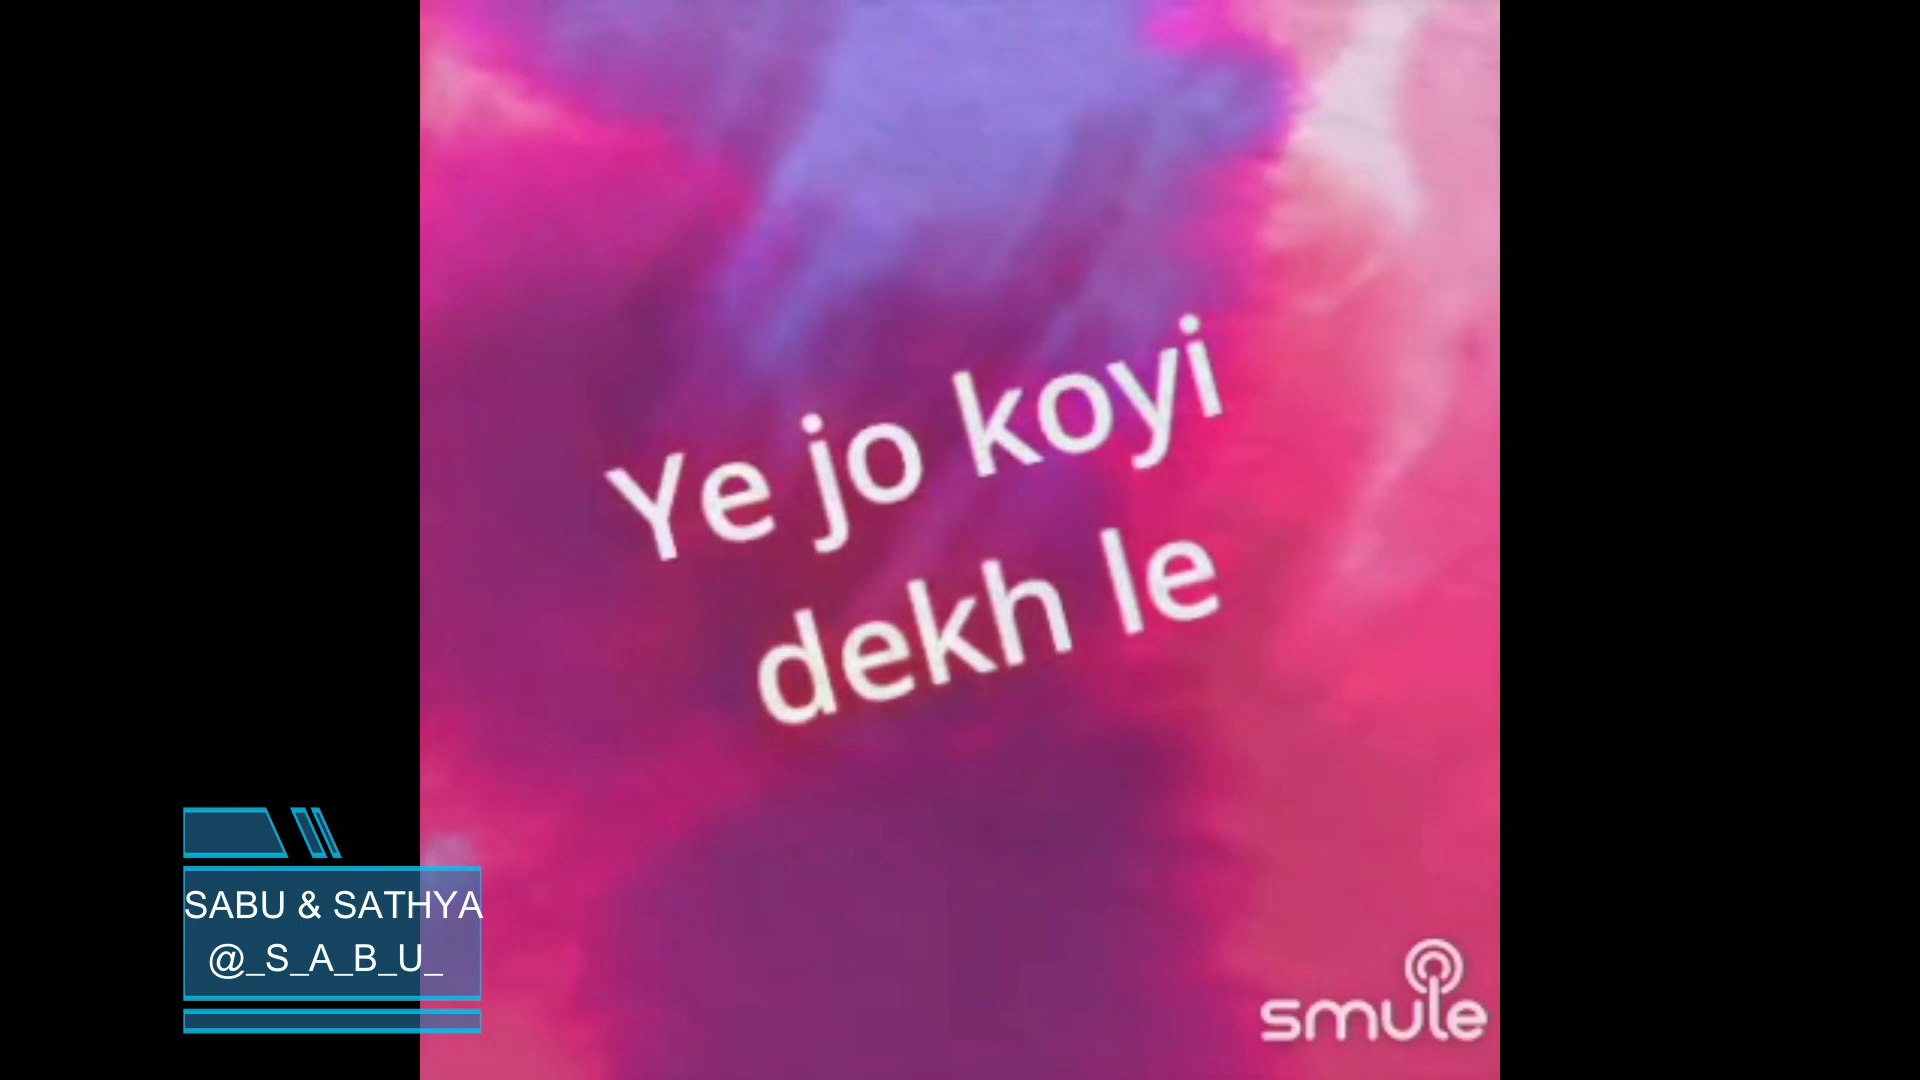 Ye jo koyi
dekh le
SABU & SATHYA
@_S_A_B_U_
smule